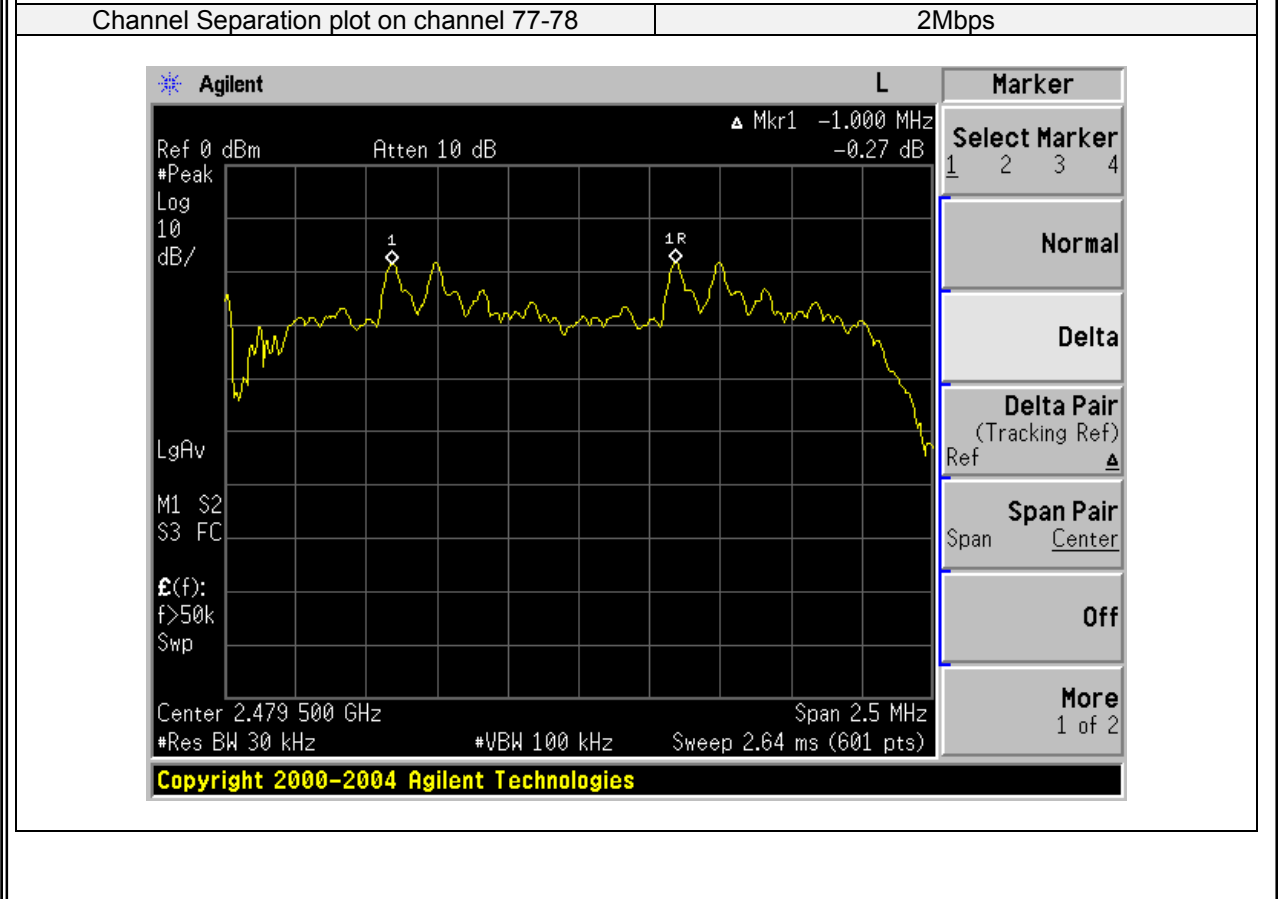 Channel Separation plot on channel 77-78 2Mbps
Agilent L Marker
Δ Mkr1 -1.000 MHz
Ref 0 dBm Atten 10 dB -0.27 dB
#Peak
Log
10
dB/
1
1R
LgAv
M1 S2
S3 FC
£(f):
f>50k
Swp
Center 2.479 500 GHz Span 2.5 MHz
#Res BW 30 kHz #VBW 100 kHz Sweep 2.64 ms (601 pts)
Copyright 2000-2004 Agilent Technologies
Select Marker
1 2 3 4
Normal
Delta
Delta Pair
(Tracking Ref)
Ref Δ
Span Pair
Span Center
Off
More
1 of 2